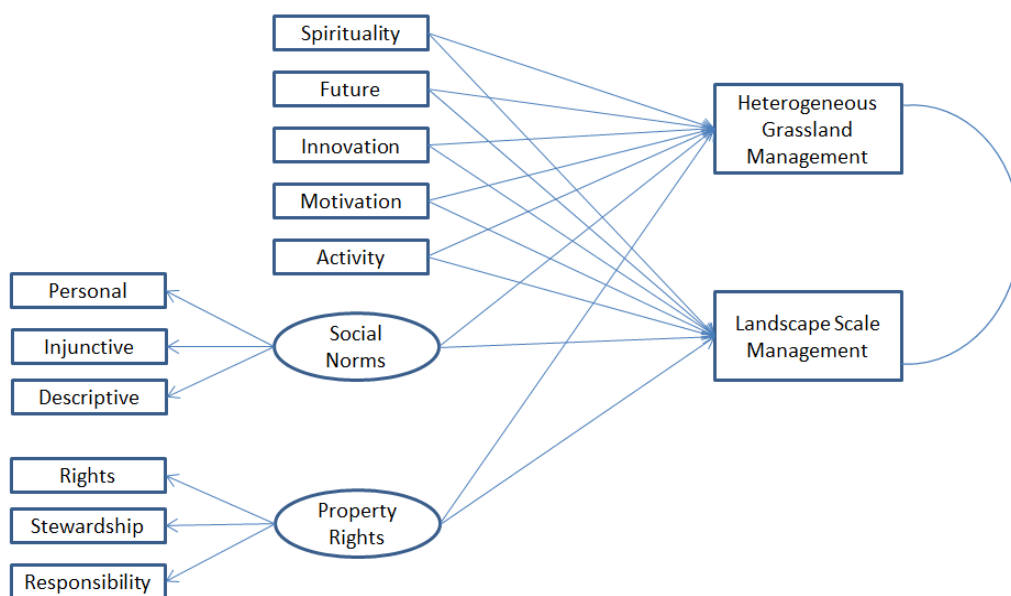 Spirituality
Future
Innovation
Motivation
Activity
Heterogeneous
Grassland
Management
Landscape Scale
Management
Personal
Injunctive
Descriptive
Social
Norms
Rights
Stewardship
Responsibility
Property
Rights